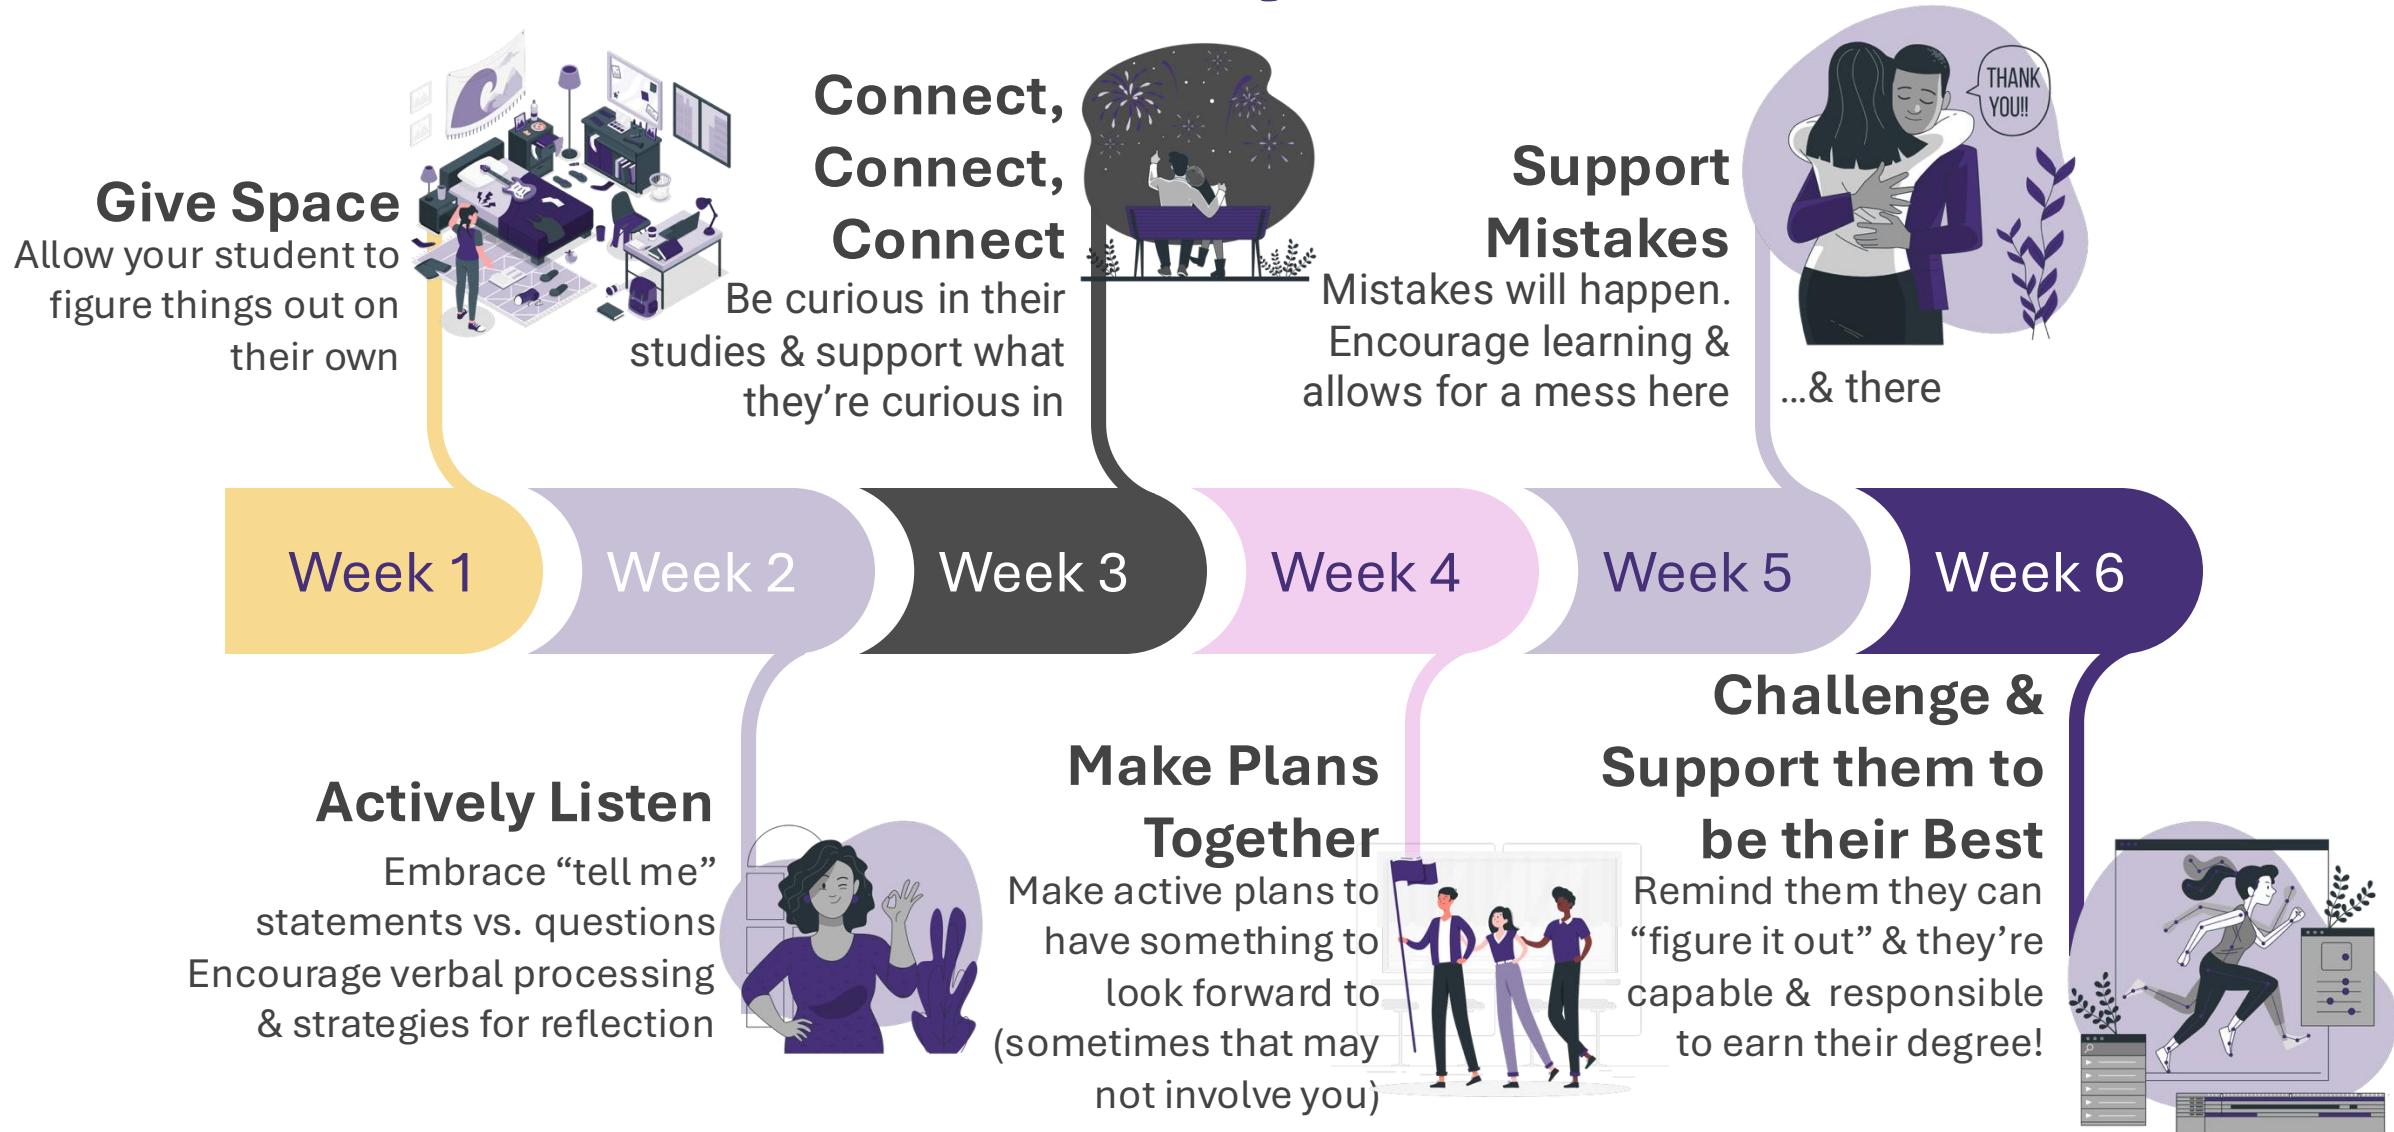 Give Space
Allow your student to
figure things out on
their own
Connect,
Connect,
Connect
Be curious in their
studies & support what
they’re curious in
Support
Mistakes
Mistakes will happen.
Encourage learning &
allows for a mess here
...& there
THANK
YOU!!
Week 1
Week 2
Week 3
Week 4
Week 5
Week 6
Actively Listen
Embrace “tell me”
statements vs. questions
Encourage verbal processing
& strategies for reflection
Make Plans
Together
Make active plans to
have something to
look forward to
(sometimes that may
not involve you)
Challenge &
Support them to
be their Best
Remind them they can
“figure it out” & they’re
capable & responsible
to earn their degree!